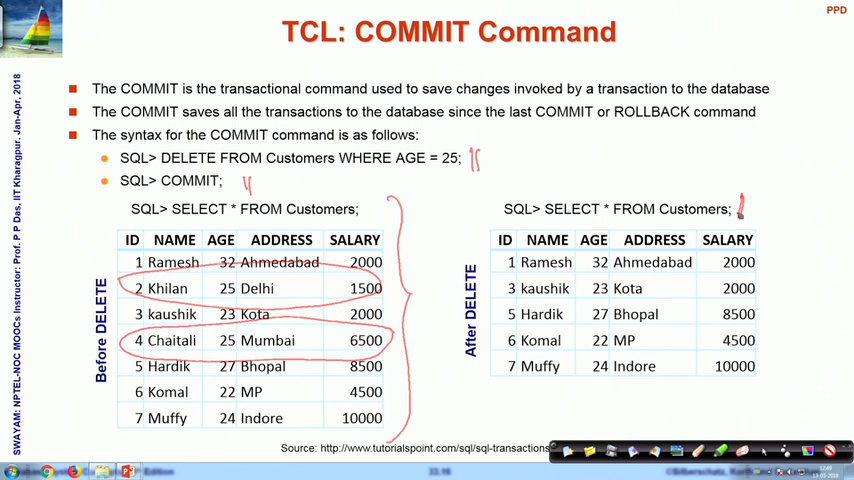 PPD
TCL: COMMIT Command
The COMMIT is the transactional command used to save changes invoked by a transaction to the database
The COMMIT saves all the transactions to the database since the last COMMIT or ROLLBACK command
The syntax for the COMMIT command is as follows:
SQL> DELETE FROM Customers WHERE AGE = 25;
SQL> COMMIT;
SQL> SELECT * FROM Customers;
ID NAME AGE ADDRESS SALARY
1 Ramesh 32 Ahmedabad 2000
2 Khilan 25 Delhi 1500
3 kaushik 23 Kota 2000
4 Chaitali 25 Mumbai 6500
5 Hardik 27 Bhopal 8500
6 Komal 22 MP 4500
7 Muffy 24 Indore 10000
Before DELETE
SQL> SELECT * FROM Customers;
ID NAME AGE ADDRESS SALARY
1 Ramesh 32 Ahmedabad 2000
3 kaushik 23 Kota 2000
5 Hardik 27 Bhopal 8500
6 Komal 22 MP 4500
7 Muffy 24 Indore 10000
After DELETE
Source: http://www.tutorialspoint.com/sql/sql-transactions
SWAYAM: NPTEL-NOC MOOCs Instructor: Prof. P P Das, IIT Kharagpur. Jan-Apr, 2018
Edition
33.16
12:49